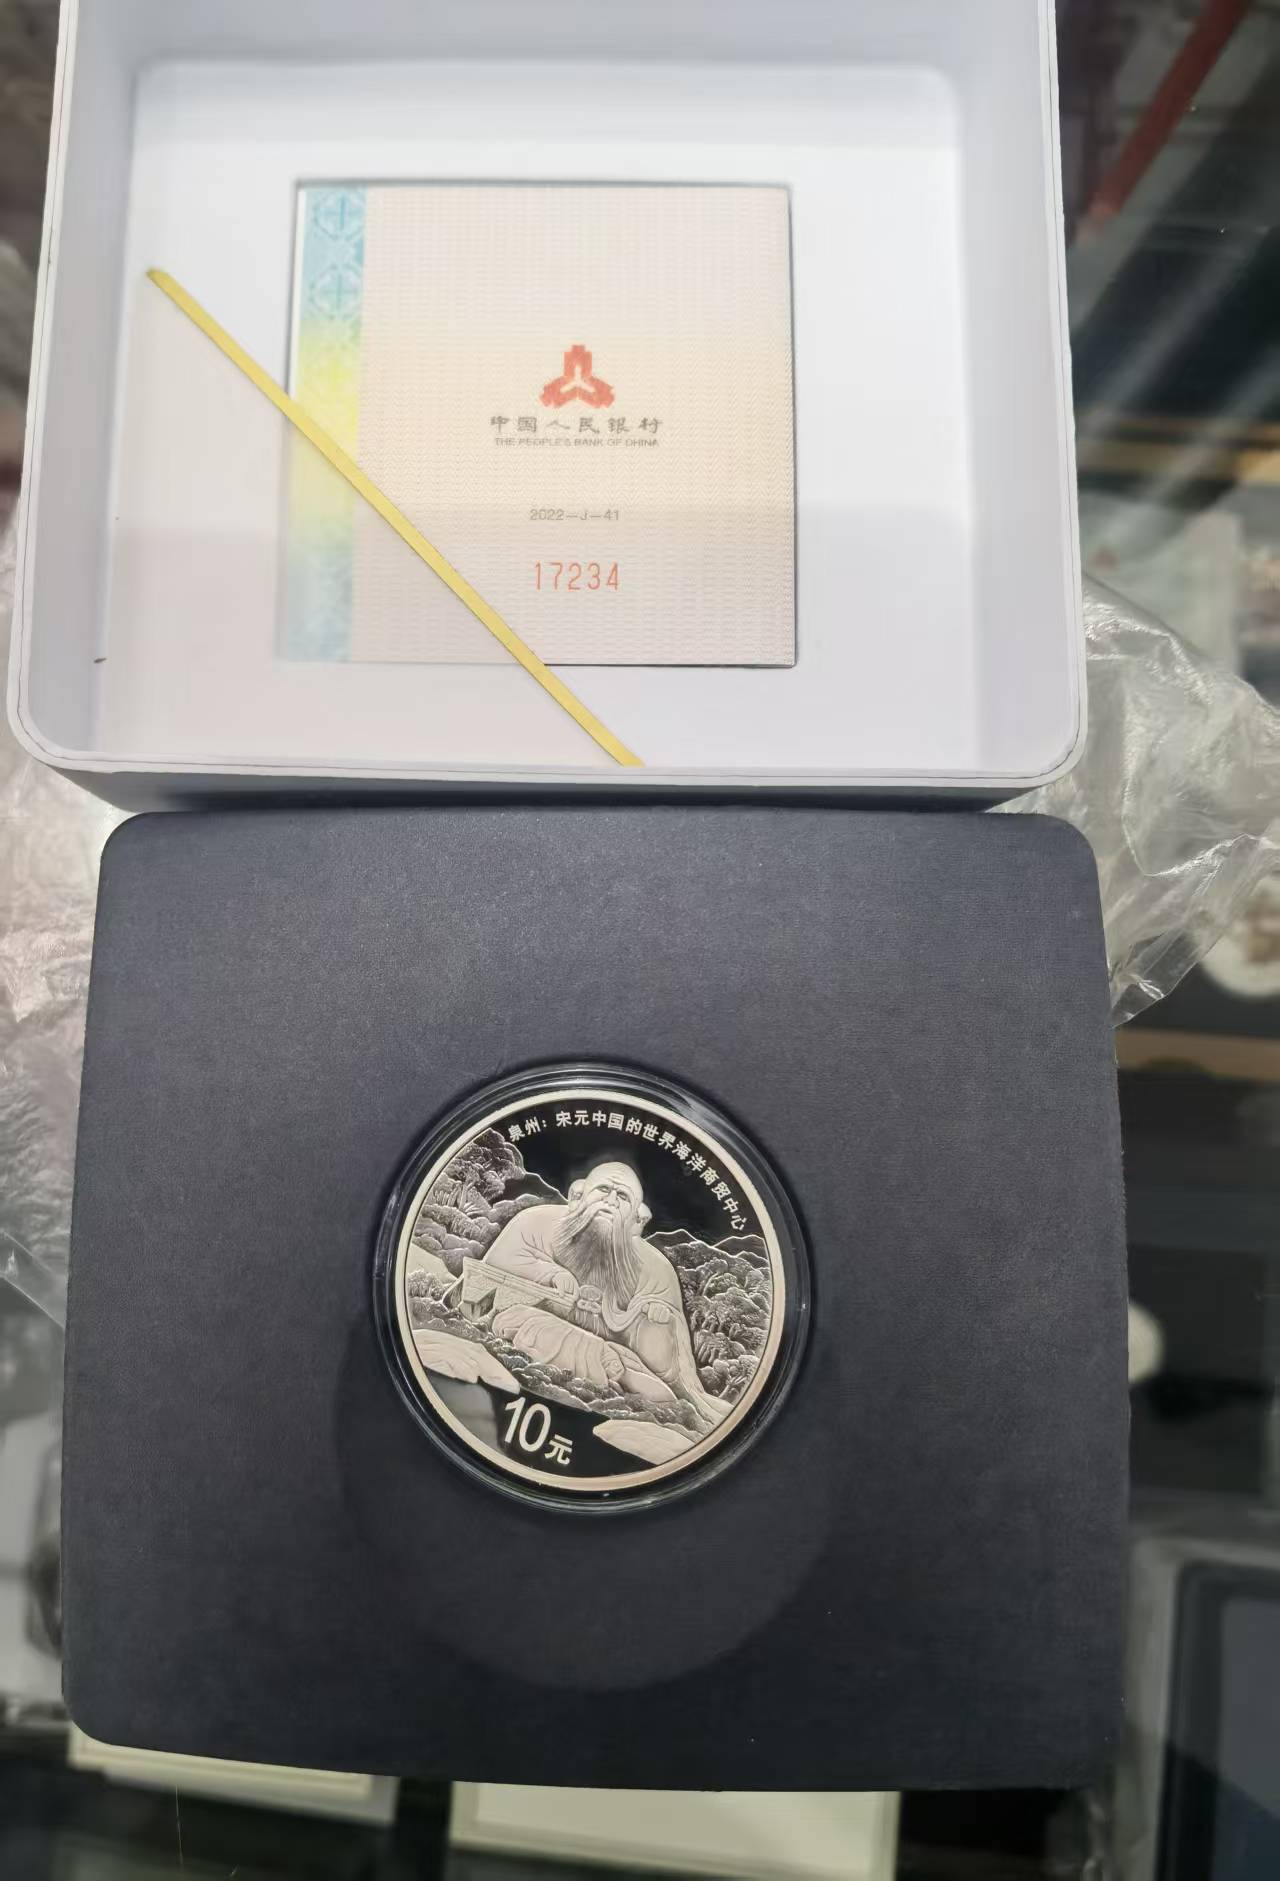 中国人民银行
THE PEOPLE'S BANK OF CHINA
2022-J-41
17234
泉州：宋元中国的世界海洋商贸中心
10元